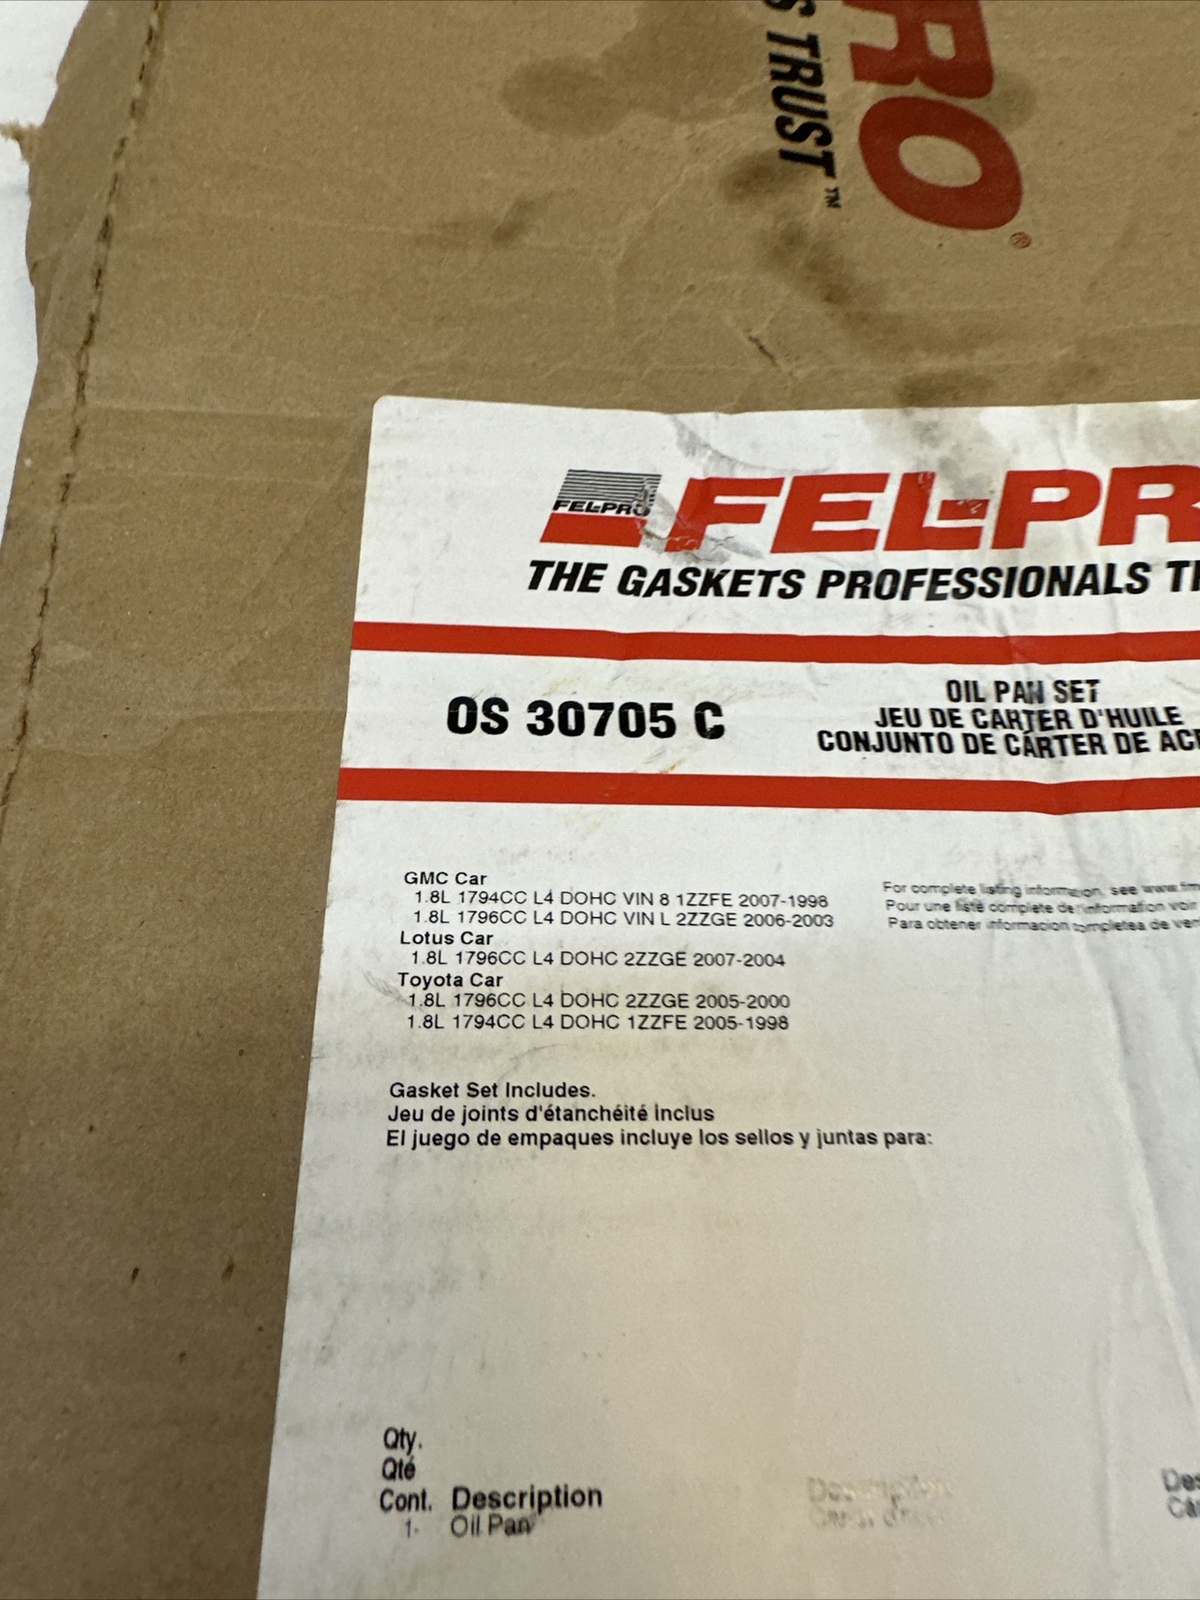 RO®
S TRUST™
FEL-PRO
FEL-PR
THE GASKETS PROFESSIONALS T
OS 30705 C
OIL PAN SET
JEU DE CARTER D'HUILE
CONJUNTO DE CÁRTER DE ACE
GMC Car
1.8L 1794CC L4 DOHC VIN 8 1ZZFE 2007-1998
1.8L 1796CC L4 DOHC VIN L 2ZZGE 2006-2003
Lotus Car
1.8L 1796CC L4 DOHC 2ZZGE 2007-2004
Toyota Car
1.8L 1796CC L4 DOHC 2ZZGE 2005-2000
1.8L 1794CC L4 DOHC 1ZZFE 2005-1998
For complete listing information, see www.fm
Pour une liste complete de information voir
Para obtener informacion completea de ver
Gasket Set Includes.
Jeu de joints d'étanchéité inclus
El juego de empaques incluye los sellos y juntas para:
Qty.
Qté
Cont. Description
1- Oil Pan
Des